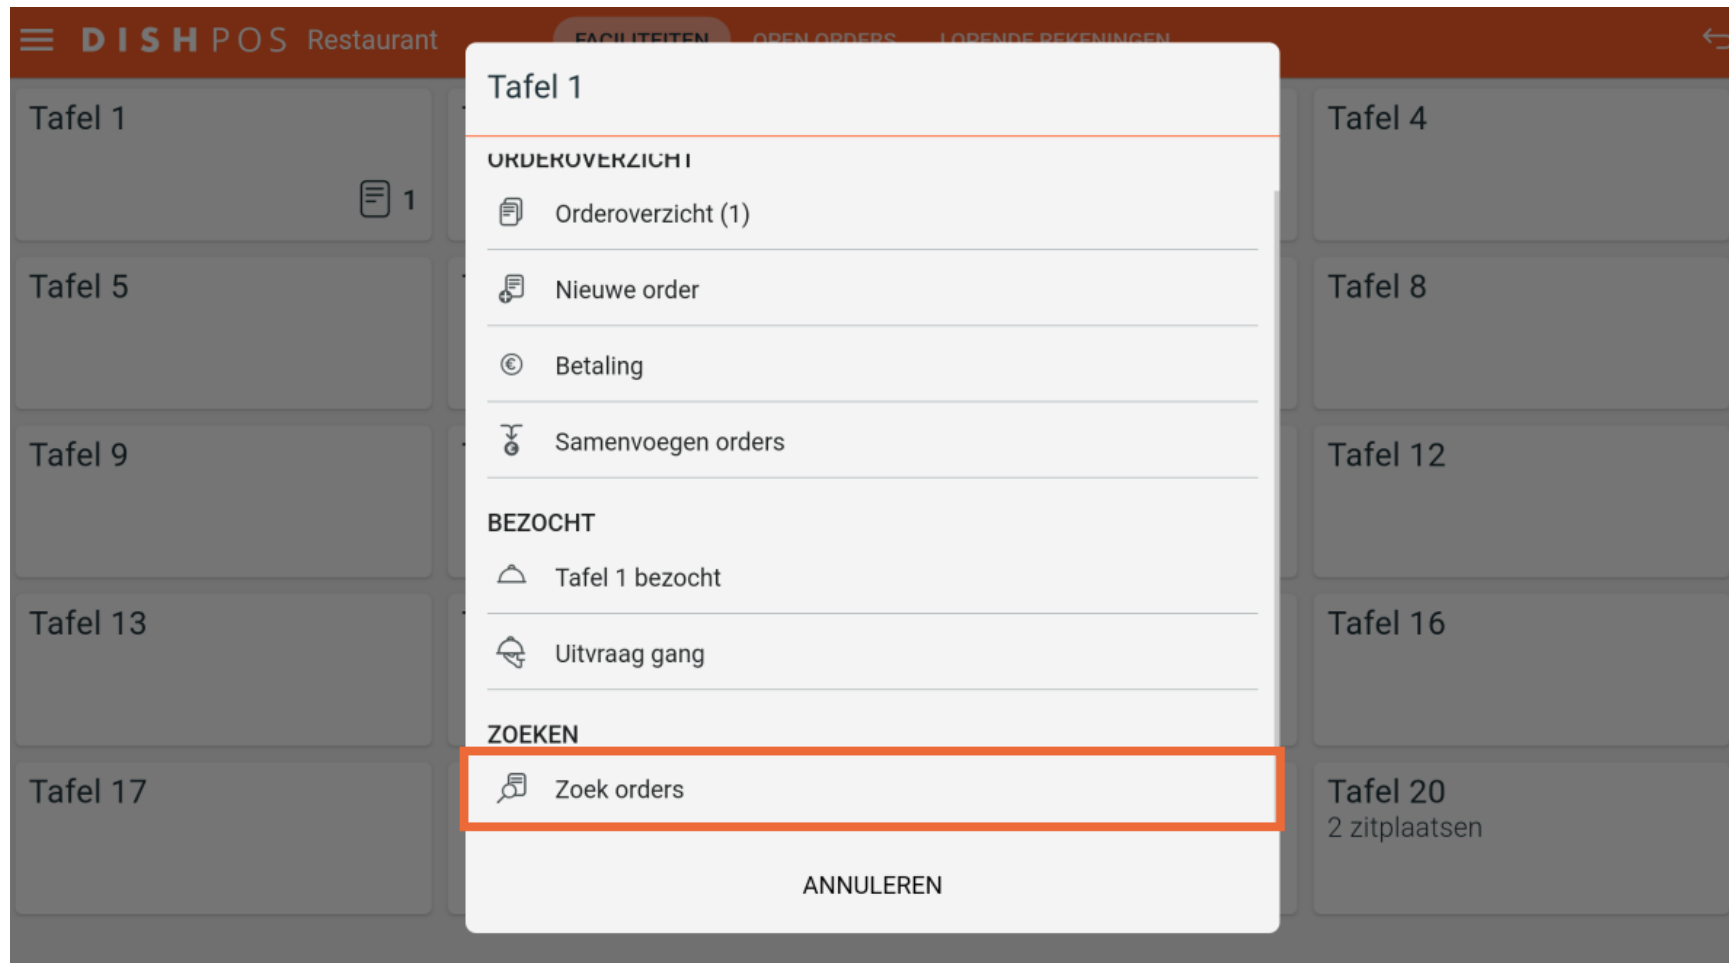 DISH POS Restaurant
FACILITEITEN OPEN ORDERS LOPENDE REKENINGEN
Tafel 1
ORDEROVERZICHT
Orderoverzicht (1)
Nieuwe order
Betaling
Samenvoegen orders
BEZOCHT
Tafel 1 bezocht
Uitvraag gang
ZOEKEN
Zoek orders
ANNULEREN
Tafel 1
1
Tafel 4
Tafel 5
Tafel 8
Tafel 9
Tafel 12
Tafel 13
Tafel 16
Tafel 17
Tafel 20
2 zitplaatsen